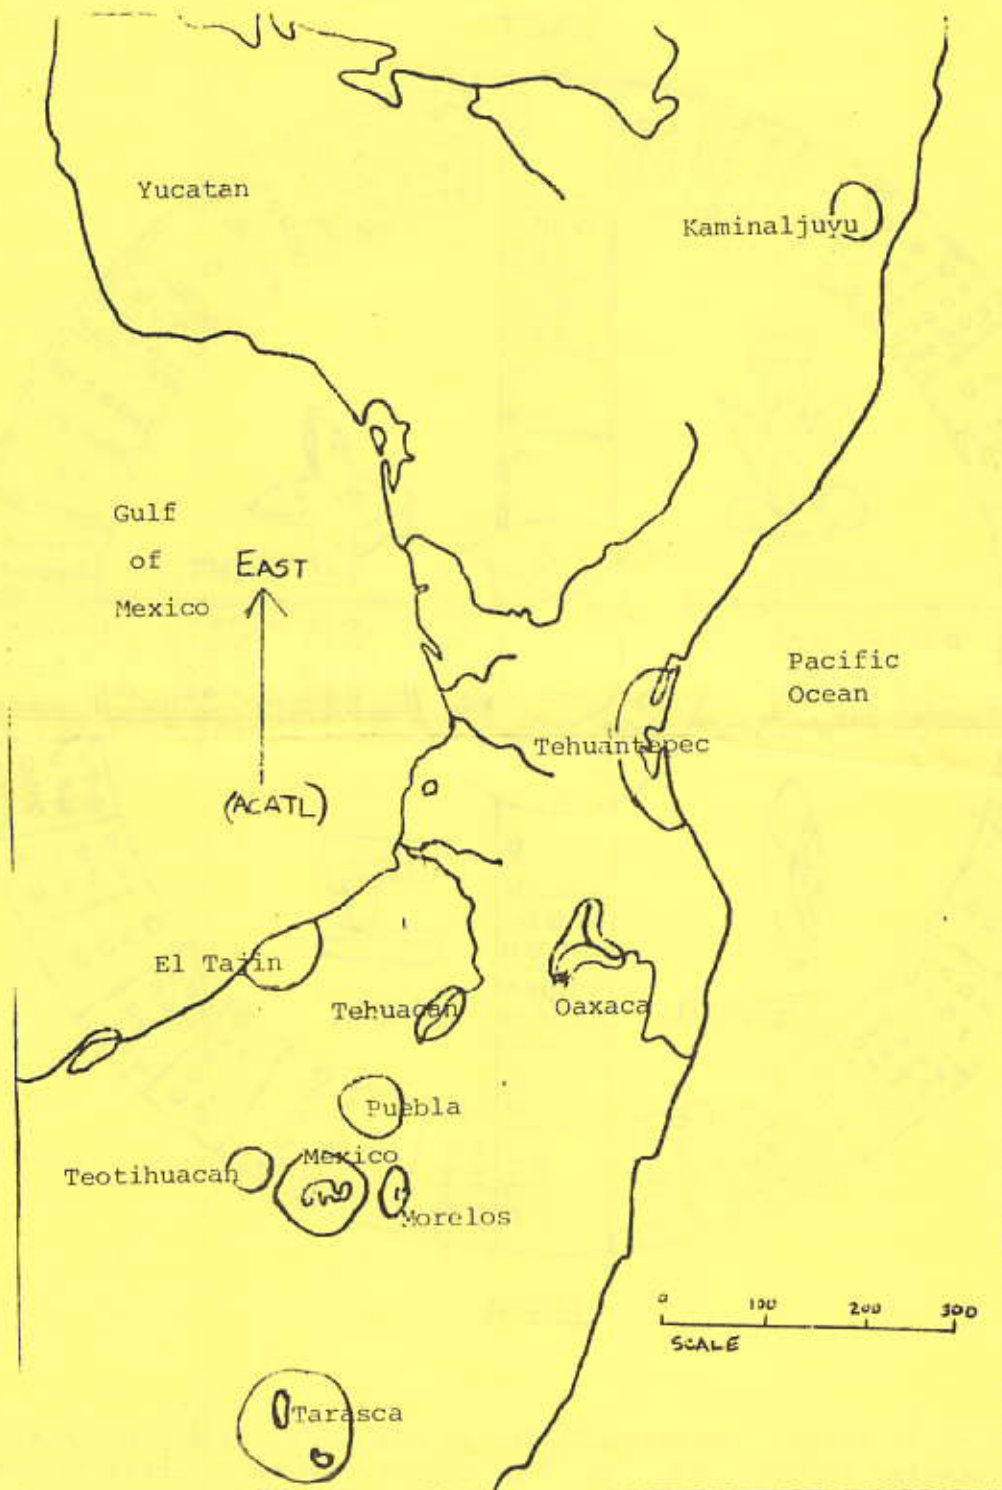 Yucatan
Kaminaljuyu
Gulf
of
Mexico
EAST
(ACATL)
Pacific
Ocean
Tehuantepec
El Tajin
Tehuacan
Oaxaca
Puebla
Mexico
Teotihuacan
Morelos
0 100 200 300
SCALE
Tarasca